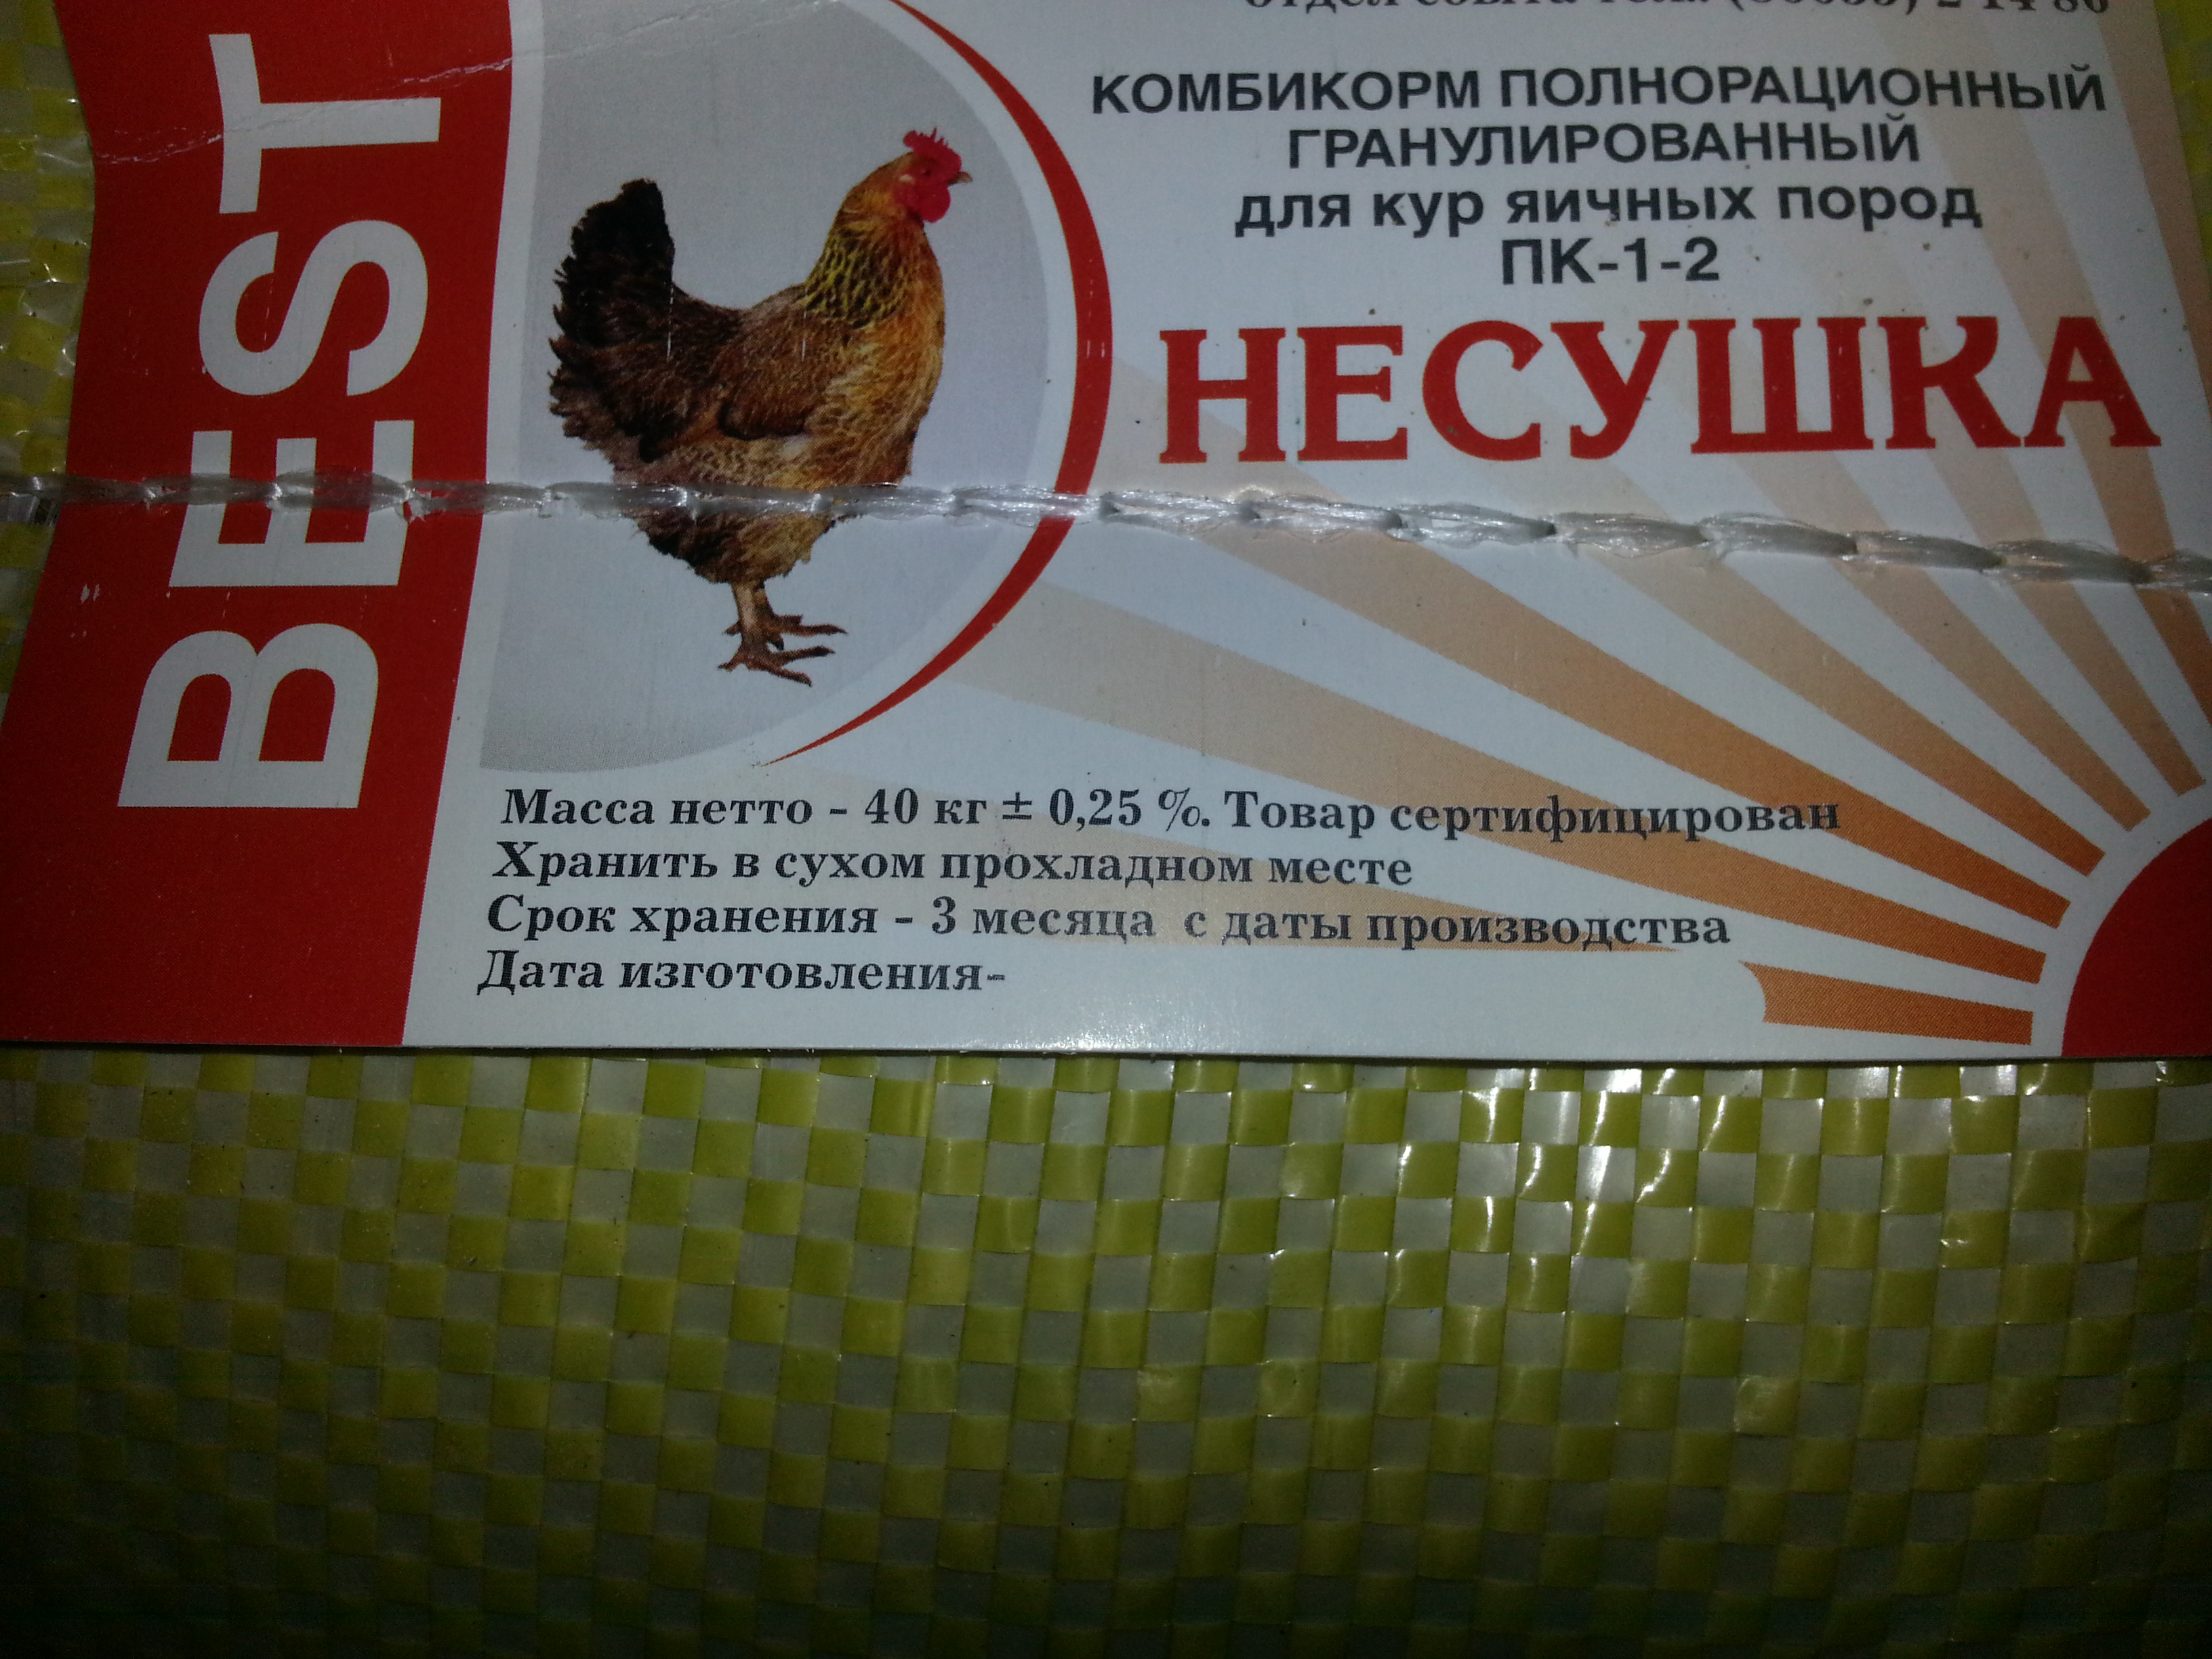 BEST
КОМБИКОРМ ПОЛНОРАЦИОННЫЙ
ГРАНУЛИРОВАННЫЙ
для кур яичных пород
ПК-1-2
НЕСУШКА
Масса нетто - 40 кг ± 0,25 %. Товар сертифицирован
Хранить в сухом прохладном месте
Срок хранения - 3 месяца с даты производства
Дата изготовления-